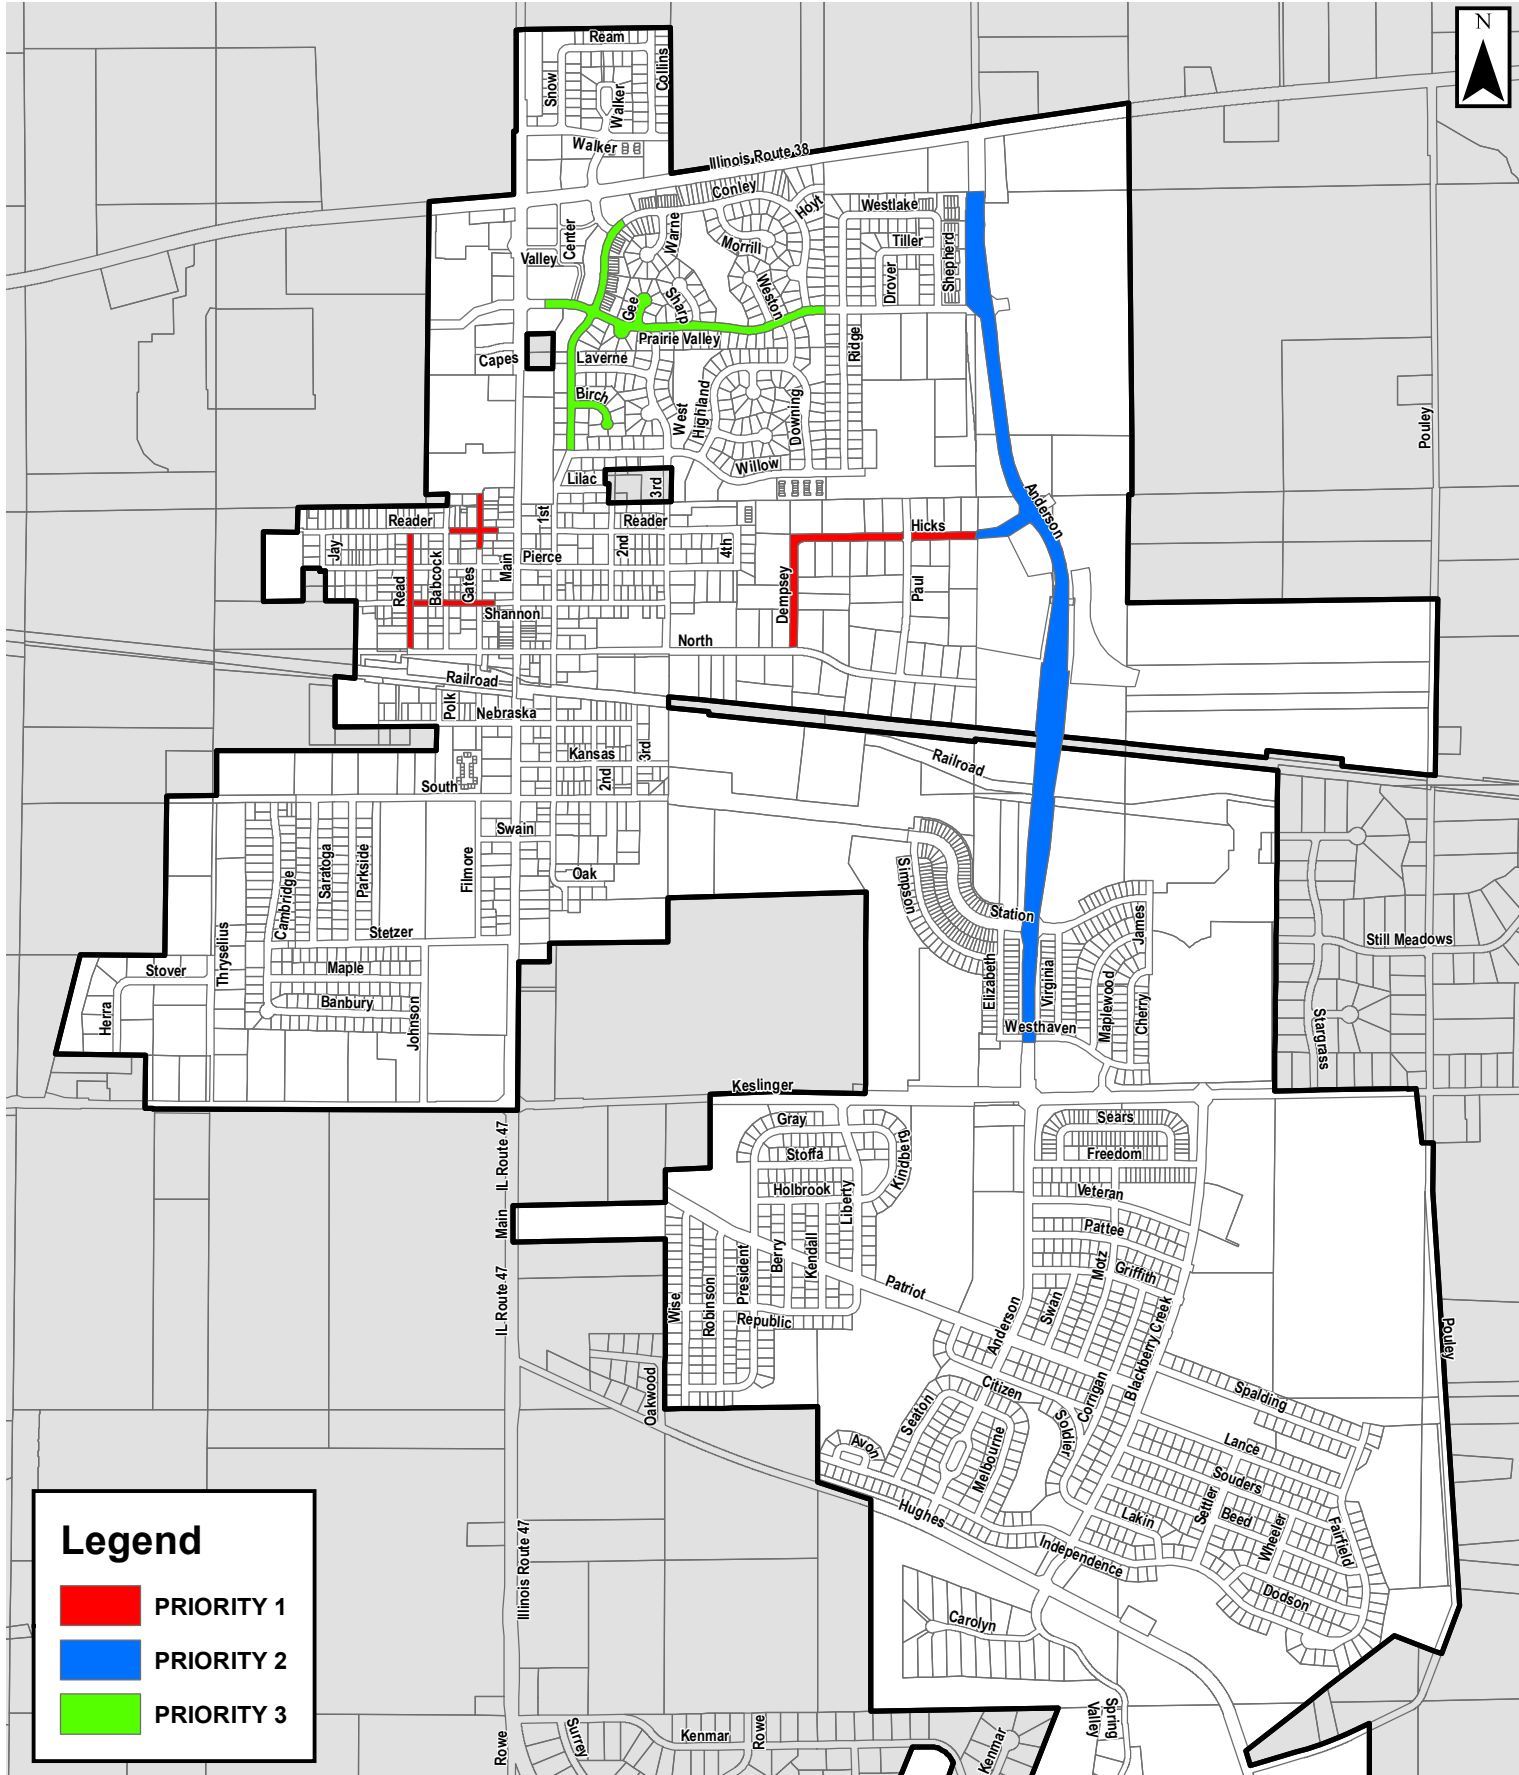 N
Ream
Snow
Walker
Collins
Walker
Illinois Route 38
Conley
Hoyt
Westlake
Center
Warne
Morrill
Tiller
Valley
Shepherd
Drover
Gee
Sharp
Weston
Prairie Valley
Capes
Laverne
Ridge
Birch
West
Highland
Downing
Pouley
Willow
Lilac
3rd
Anderson
Reader
1st
Reader
Hicks
Jay
Pierce
2nd
4th
Read
Babcock
Gates
Main
Paul
Dempsey
Shannon
North
Railroad
Polk
Nebraska
Kansas
3rd
Railroad
2nd
South
Swain
Cambridge
Saratoga
Parkside
Filmore
Oak
Simpson
Station
James
Stetzer
Still Meadows
Thryselius
Stover
Maple
Elizabeth
Virginia
Maplewood
Cherry
Banbury
Herra
Johnson
Westhaven
Stargrass
Keslinger
IL Route 47
Gray
Sears
Stoffa
Kindberg
Freedom
Holbrook
Liberty
Veteran
Main
Berry
Kendall
Pattee
President
Motz
Griffith
IL Route 47
Wise
Robinson
Patriot
Swan
Republic
Anderson
Blackberry Creek
Pouley
Oakwood
Citizen
Corrigan
Spalding
Seaton
Soldier
Avon
Melbourne
Lance
Souders
Settler
Hughes
Lakin
Beed
Wheeler
Fairfield
Independence
Illinois Route 47
Dodson
Carolyn
Spring
Valley
Rowe
Surrey
Kenmar
Rowe
Kenmar
Legend
PRIORITY 1
PRIORITY 2
PRIORITY 3